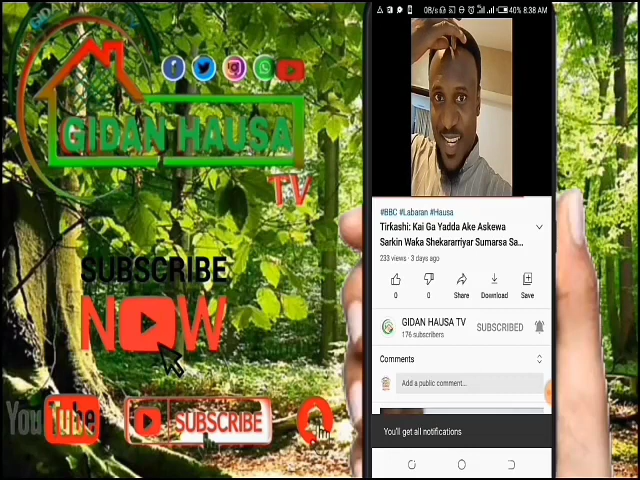 GIDAN HAUSA
TV
SUBSCRIBE
NOW
YouTube
SUBSCRIBE
0B/s
40%
8:38 AM
#BBC #Labaran #Hausa
Tirkashi: Kai Ga Yadda Ake Askewa
Sarkin Waka Shekararriyar Sumarsa Sa...
233 views · 3 days ago
0
0
Share
Download
Save
GIDAN HAUSA TV
176 subscribers
SUBSCRIBED
Comments
Add a public comment...
You'll get all notifications